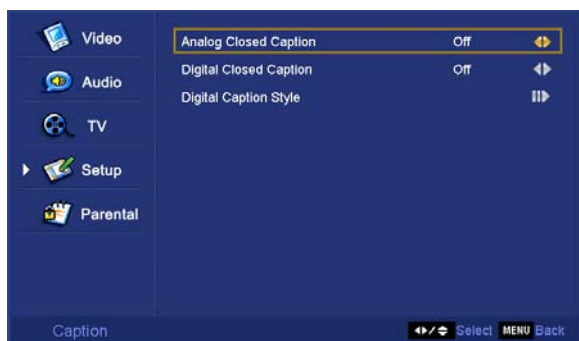 Video
Audio
TV
Setup
Parental
Analog Closed Caption Off
Digital Closed Caption Off
Digital Caption Style
Caption Select MENU Back